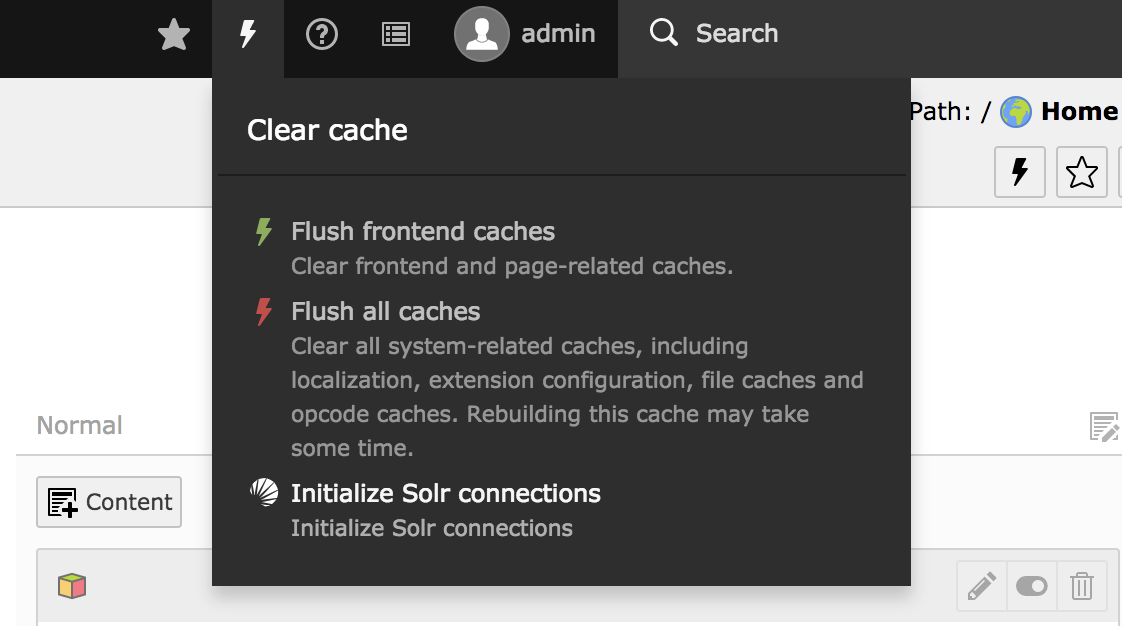 admin
Search
Path: / Home
Clear cache
Flush frontend caches
Clear frontend and page-related caches.
Flush all caches
Clear all system-related caches, including
localization, extension configuration, file caches and
opcode caches. Rebuilding this cache may take
some time.
Normal
Initialize Solr connections
Content
Initialize Solr connections